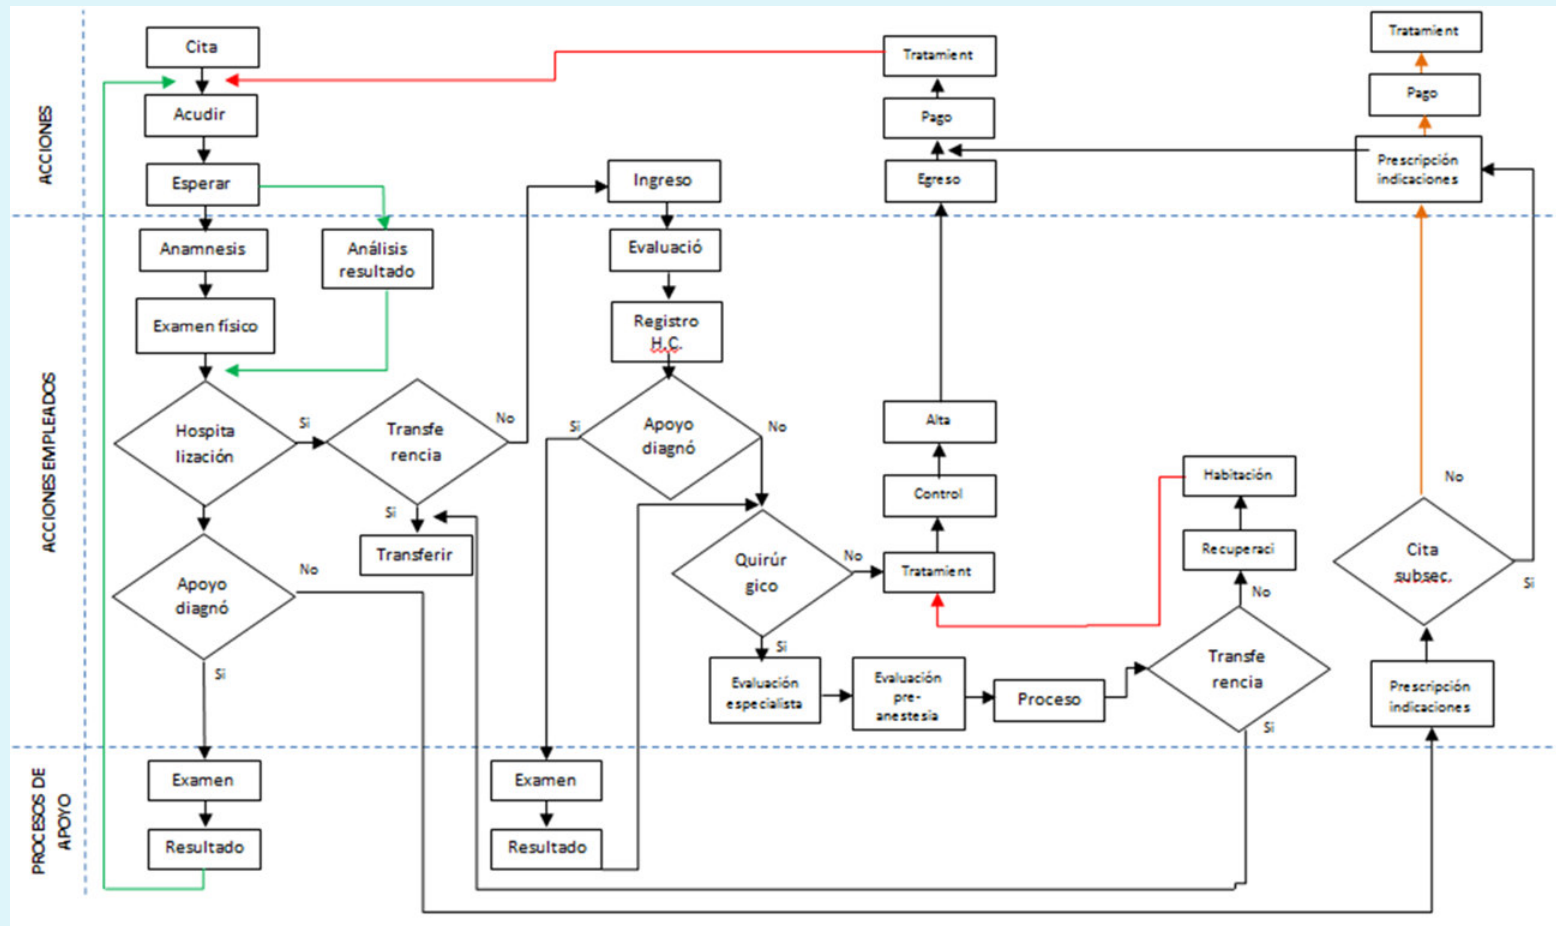 ACCIONES
Cita
Acudir
Esperar
Tratamient
Pago
Egreso
Ingreso
Tratamient
Pago
Prescripción
indicaciones
ACCIONES EMPLEADOS
Anamnesis
Análisis
resultado
Examen físico
Hospita
lización
Si
Transfe
rencia
No
Si
Transferir
Apoyo
diagnó
No
Si
Evaluació
Registro
H.C.
Apoyo
diagnó
Si
No
Quirúr
gico
No
Si
Alta
Control
Tratamient
Evaluación
especialista
Evaluación
pre-
anestesia
Proceso
Habitación
Recuperaci
No
Transfe
rencia
Si
No
Cita
subsec.
Si
Prescripción
indicaciones
PROCESOS DE
APOYO
Examen
Resultado
Examen
Resultado